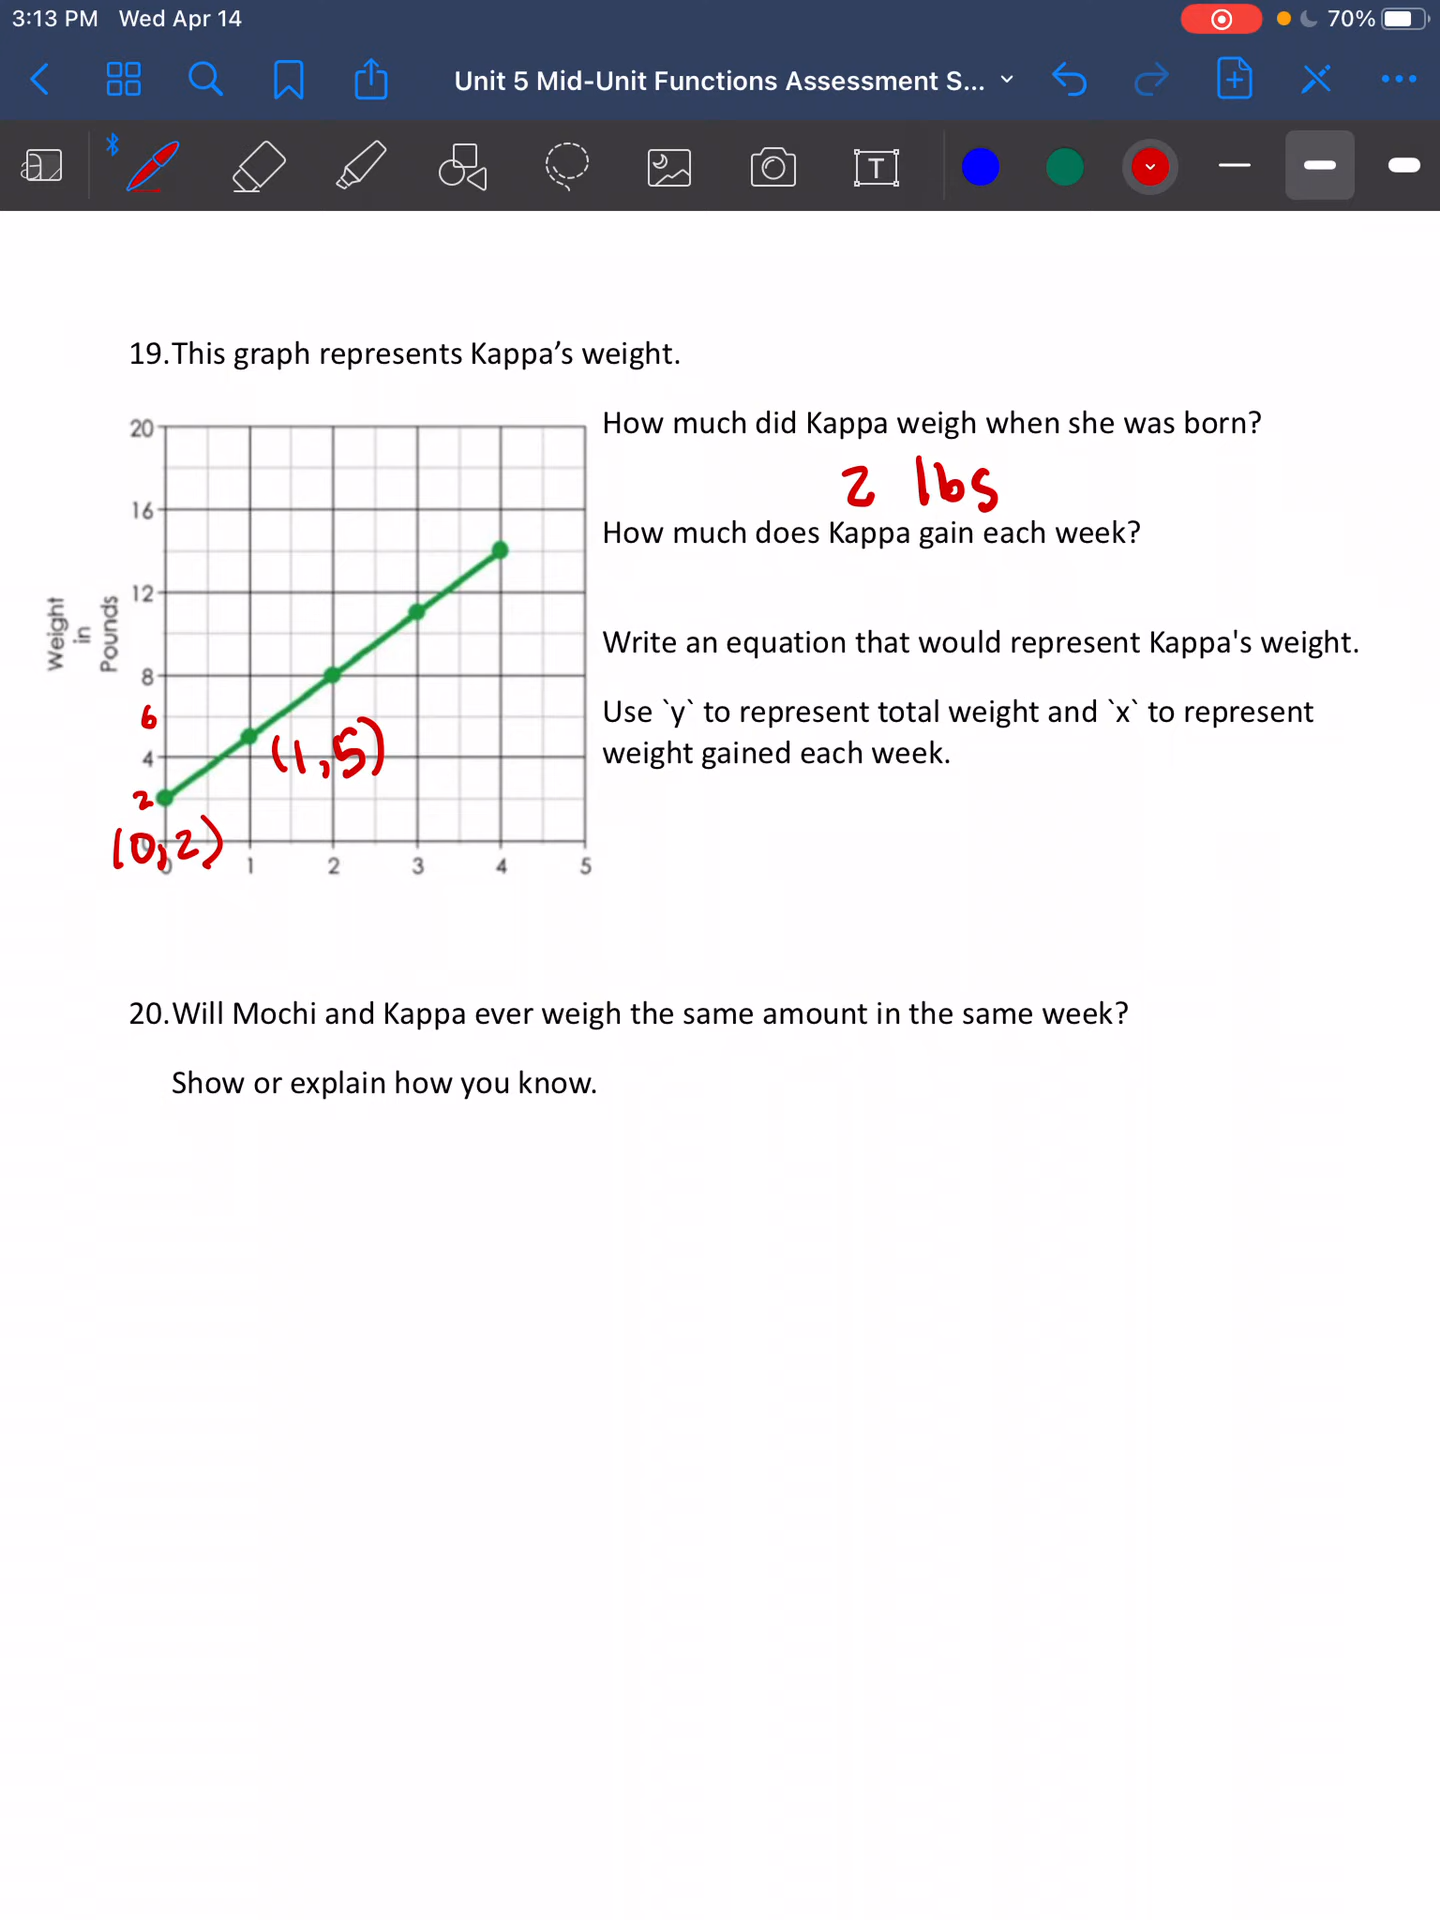 3:13 PM Wed Apr 14
70%
Unit 5 Mid-Unit Functions Assessment S...
T
19.This graph represents Kappa’s weight.
How much did Kappa weigh when she was born?
2 lbs
How much does Kappa gain each week?
Write an equation that would represent Kappa's weight.
Use `y` to represent total weight and `x` to represent
weight gained each week.
Weight
in
Pounds
20
16
12
8
6
4
2
(1,5)
(0,2)
0 1 2 3 4 5
20.Will Mochi and Kappa ever weigh the same amount in the same week?
Show or explain how you know.